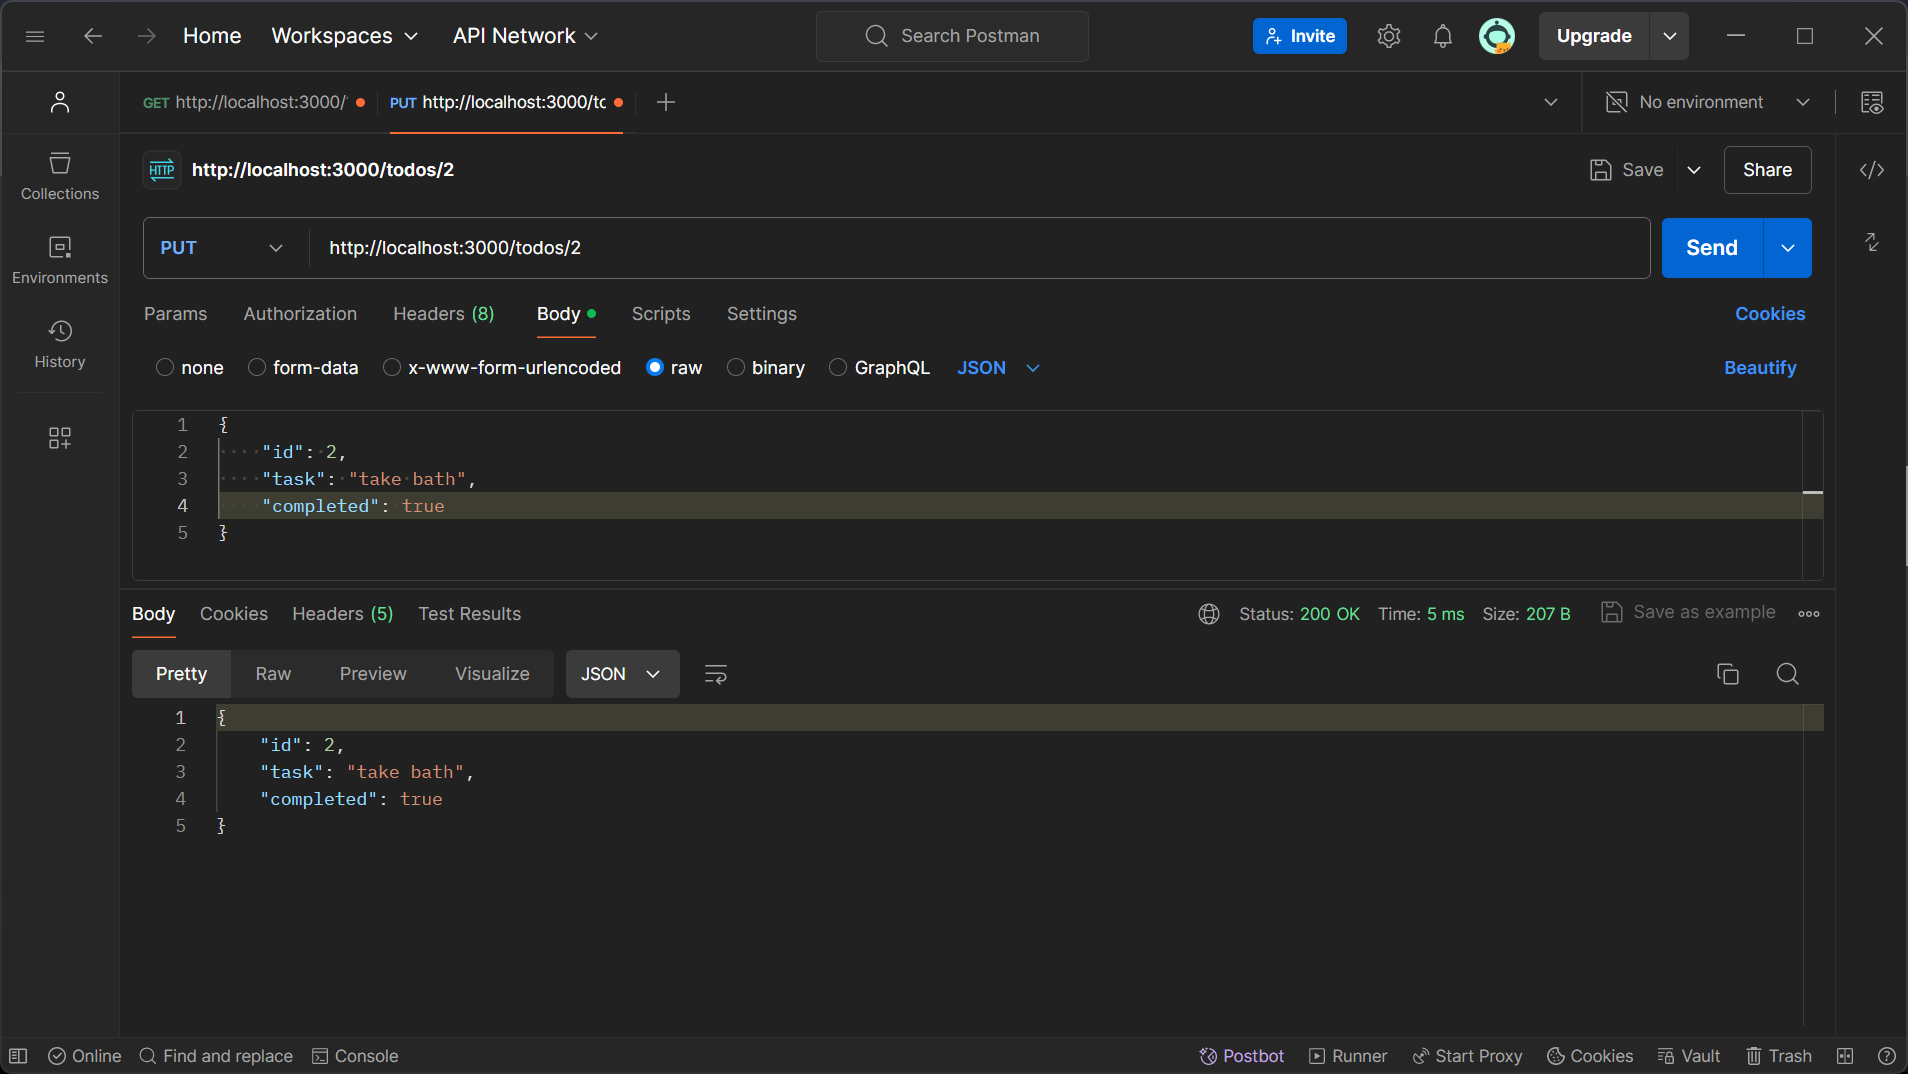 Home Workspaces API Network Search Postman Invite Upgrade
GET http://localhost:3000/ PUT http://localhost:3000/to No environment
HTTP http://localhost:3000/todos/2 Save Share
Collections
PUT http://localhost:3000/todos/2 Send
Environments
Params Authorization Headers (8) Body Scripts Settings Cookies
History
none form-data x-www-form-urlencoded raw binary GraphQL JSON Beautify
1 {
2 "id": 2,
3 "task": "take bath",
4 "completed": true
5 }
Body Cookies Headers (5) Test Results Status: 200 OK Time: 5 ms Size: 207 B Save as example
Pretty Raw Preview Visualize JSON
1 {
2 "id": 2,
3 "task": "take bath",
4 "completed": true
5 }
Online Find and replace Console Postbot Runner Start Proxy Cookies Vault Trash